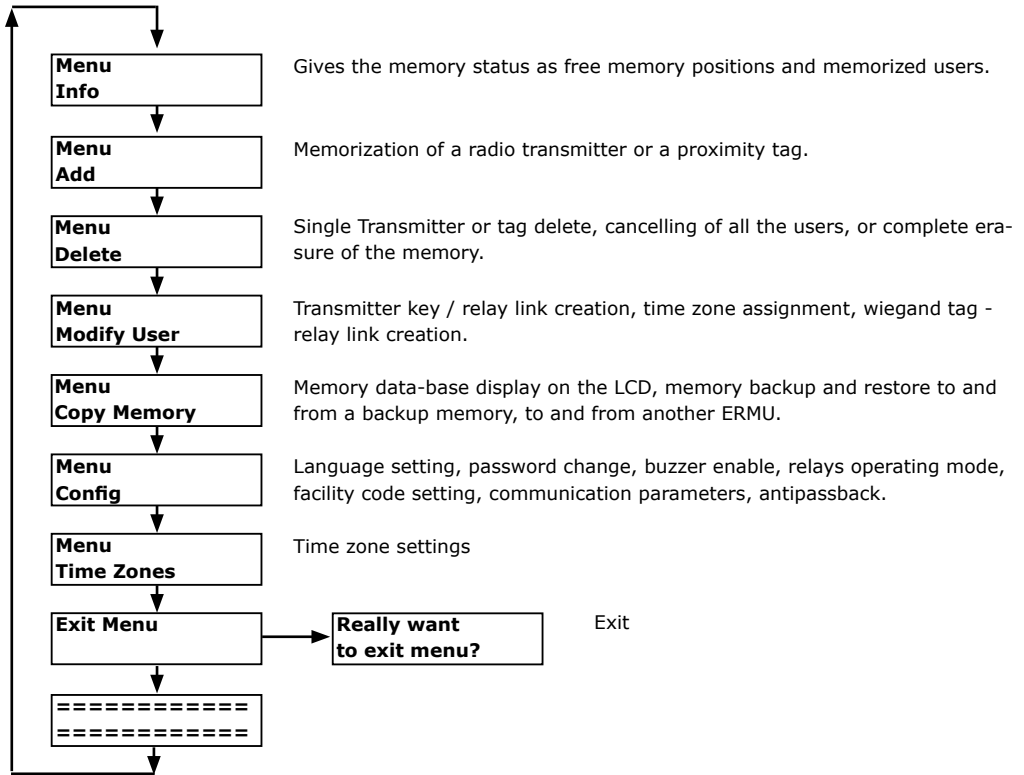 Menu
Info
Gives the memory status as free memory positions and memorized users.
Menu
Add
Memorization of a radio transmitter or a proximity tag.
Menu
Delete
Single Transmitter or tag delete, cancelling of all the users, or complete era-
sure of the memory.
Menu
Modify User
Transmitter key / relay link creation, time zone assignment, wiegand tag -
relay link creation.
Menu
Copy Memory
Memory data-base display on the LCD, memory backup and restore to and
from a backup memory, to and from another ERMU.
Menu
Config
Language setting, password change, buzzer enable, relays operating mode,
facility code setting, communication parameters, antipassback.
Menu
Time Zones
Time zone settings
Exit Menu
Really want
to exit menu?
Exit
============
============